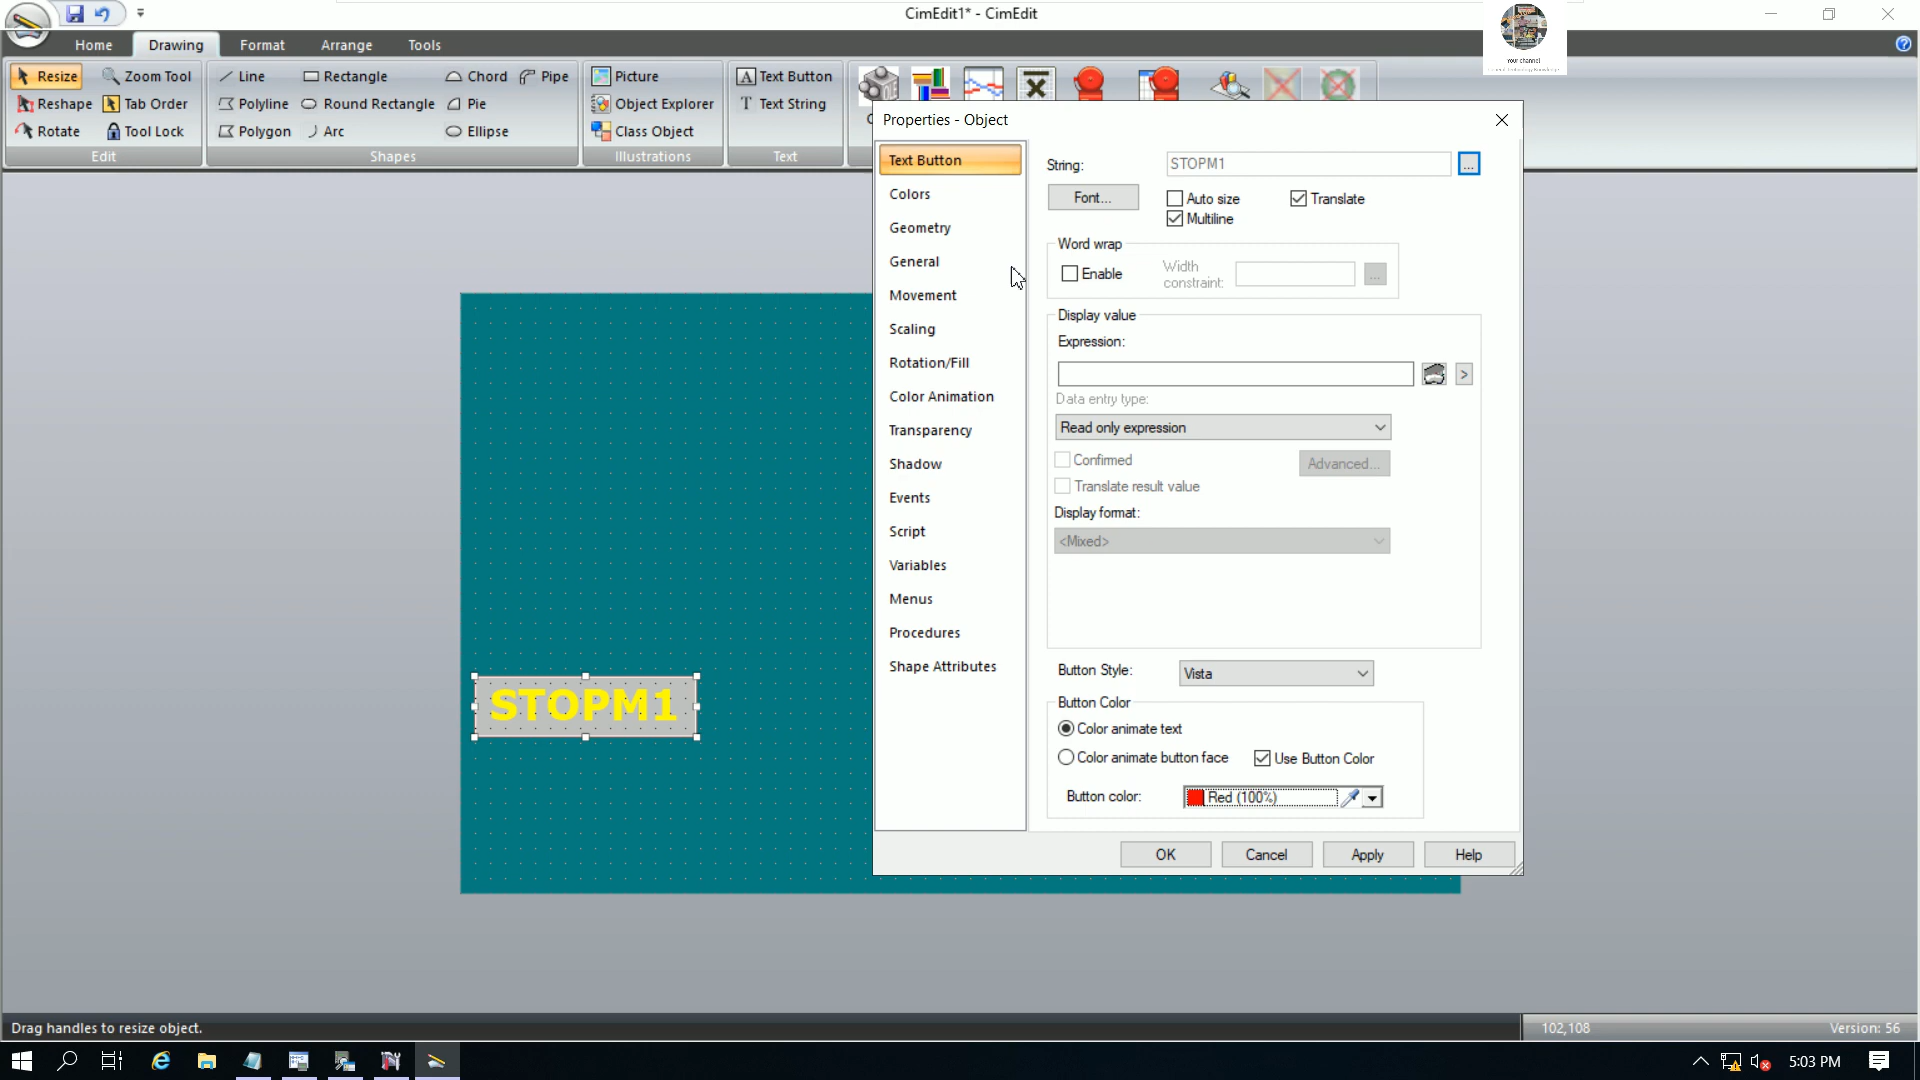 CimEdit1* - CimEdit
Home Drawing Format Arrange Tools
Your channel
Resize Zoom Tool Line Rectangle Chord Pipe Picture Text Button
Reshape Tab Order Polyline Round Rectangle Pie Object Explorer Text String
Rotate Tool Lock Polygon Arc Ellipse Class Object
Edit Shapes Illustrations Text
Properties - Object
Text Button
Colors
Geometry
General
Movement
Scaling
Rotation/Fill
Color Animation
Transparency
Shadow
Events
Script
Variables
Menus
Procedures
Shape Attributes
String: STOPM1 ...
Font... Auto size Translate
Multiline
Word wrap
Enable Width constraint: ...
Display value
Expression:
>
Data entry type:
Read only expression
Confirmed Advanced...
Translate result value
Display format:
<Mixed>
Button Style: Vista
Button Color
Color animate text
Color animate button face Use Button Color
Button color: Red (100%)
OK Cancel Apply Help
STOPM1
Drag handles to resize object. 102,108 Version: 56
5:03 PM